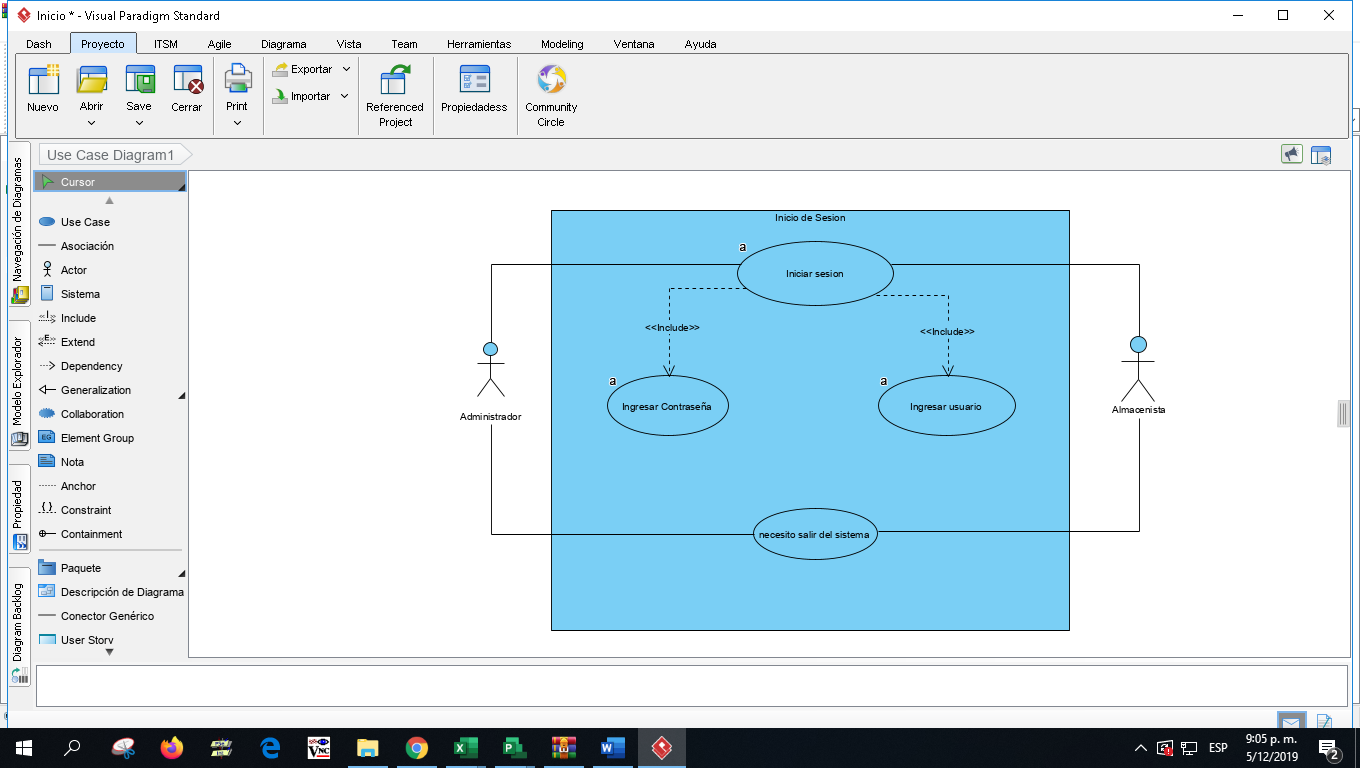 Inicio * - Visual Paradigm Standard
Dash Proyecto ITSM Agile Diagrama Vista Team Herramientas Modeling Ventana Ayuda
Nuevo
Abrir
Save
Cerrar
Print
Exportar
Importar
Referenced
Project
Propiedadess
Community
Circle
Navegación de Diagramas
Modelo Explorador
Propiedad
Diagram Backlog
Use Case Diagram1
Cursor
Use Case
Asociación
Actor
Sistema
Include
Extend
Dependency
Generalization
Collaboration
Element Group
Nota
Anchor
Constraint
Containment
Paquete
Descripción de Diagrama
Conector Genérico
User Story
Inicio de Sesion
a
Iniciar sesion
<<Include>>
<<Include>>
a
Ingresar Contraseña
a
Ingresar usuario
Administrador
Almacenista
necesito salir del sistema
ESP
9:05 p. m.
5/12/2019
2